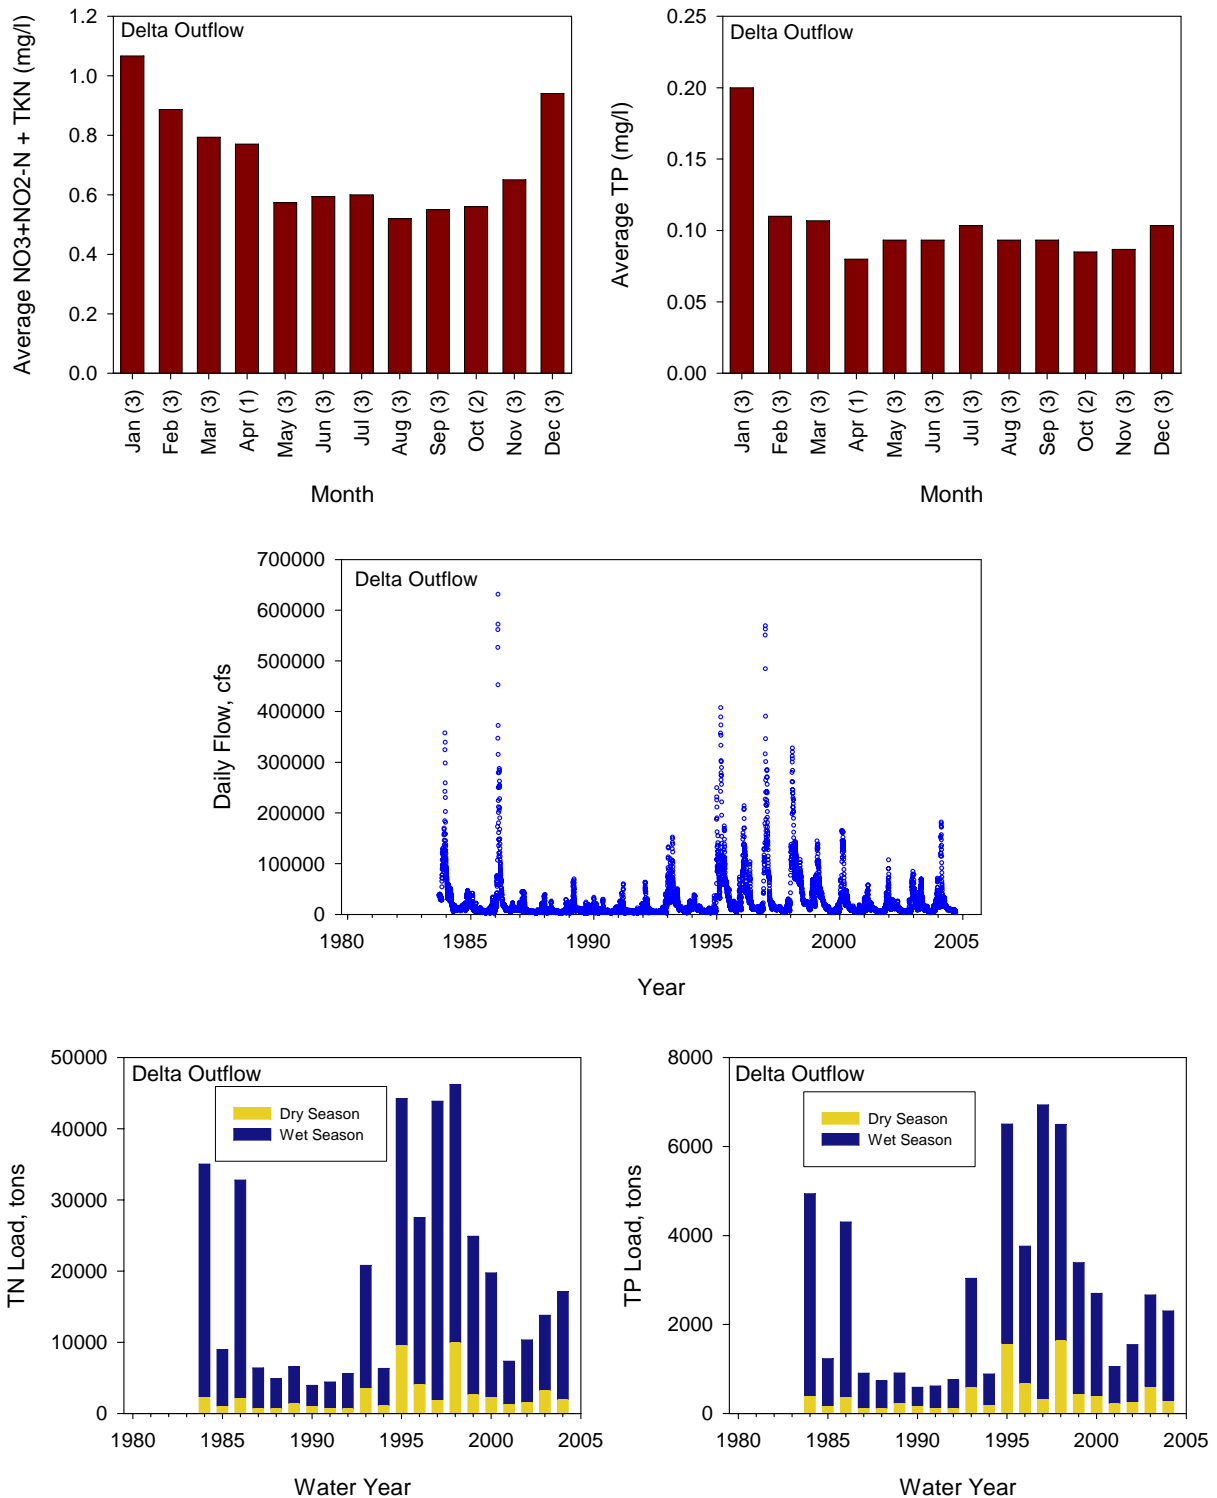 Delta Outflow
Average NO3+NO2-N + TKN (mg/l)
1.2
1.0
0.8
0.6
0.4
0.2
0.0
Jan (3)
Feb (3)
Mar (3)
Apr (1)
May (3)
Jun (3)
Jul (3)
Aug (3)
Sep (3)
Oct (2)
Nov (3)
Dec (3)
Month
Delta Outflow
Average TP (mg/l)
0.25
0.20
0.15
0.10
0.05
0.00
Jan (3)
Feb (3)
Mar (3)
Apr (1)
May (3)
Jun (3)
Jul (3)
Aug (3)
Sep (3)
Oct (2)
Nov (3)
Dec (3)
Month
Delta Outflow
Daily Flow, cfs
700000
600000
500000
400000
300000
200000
100000
0
1980 1985 1990 1995 2000 2005
Year
Delta Outflow
Dry Season
Wet Season
TN Load, tons
50000
40000
30000
20000
10000
0
1980 1985 1990 1995 2000 2005
Water Year
Delta Outflow
Dry Season
Wet Season
TP Load, tons
8000
6000
4000
2000
0
1980 1985 1990 1995 2000 2005
Water Year